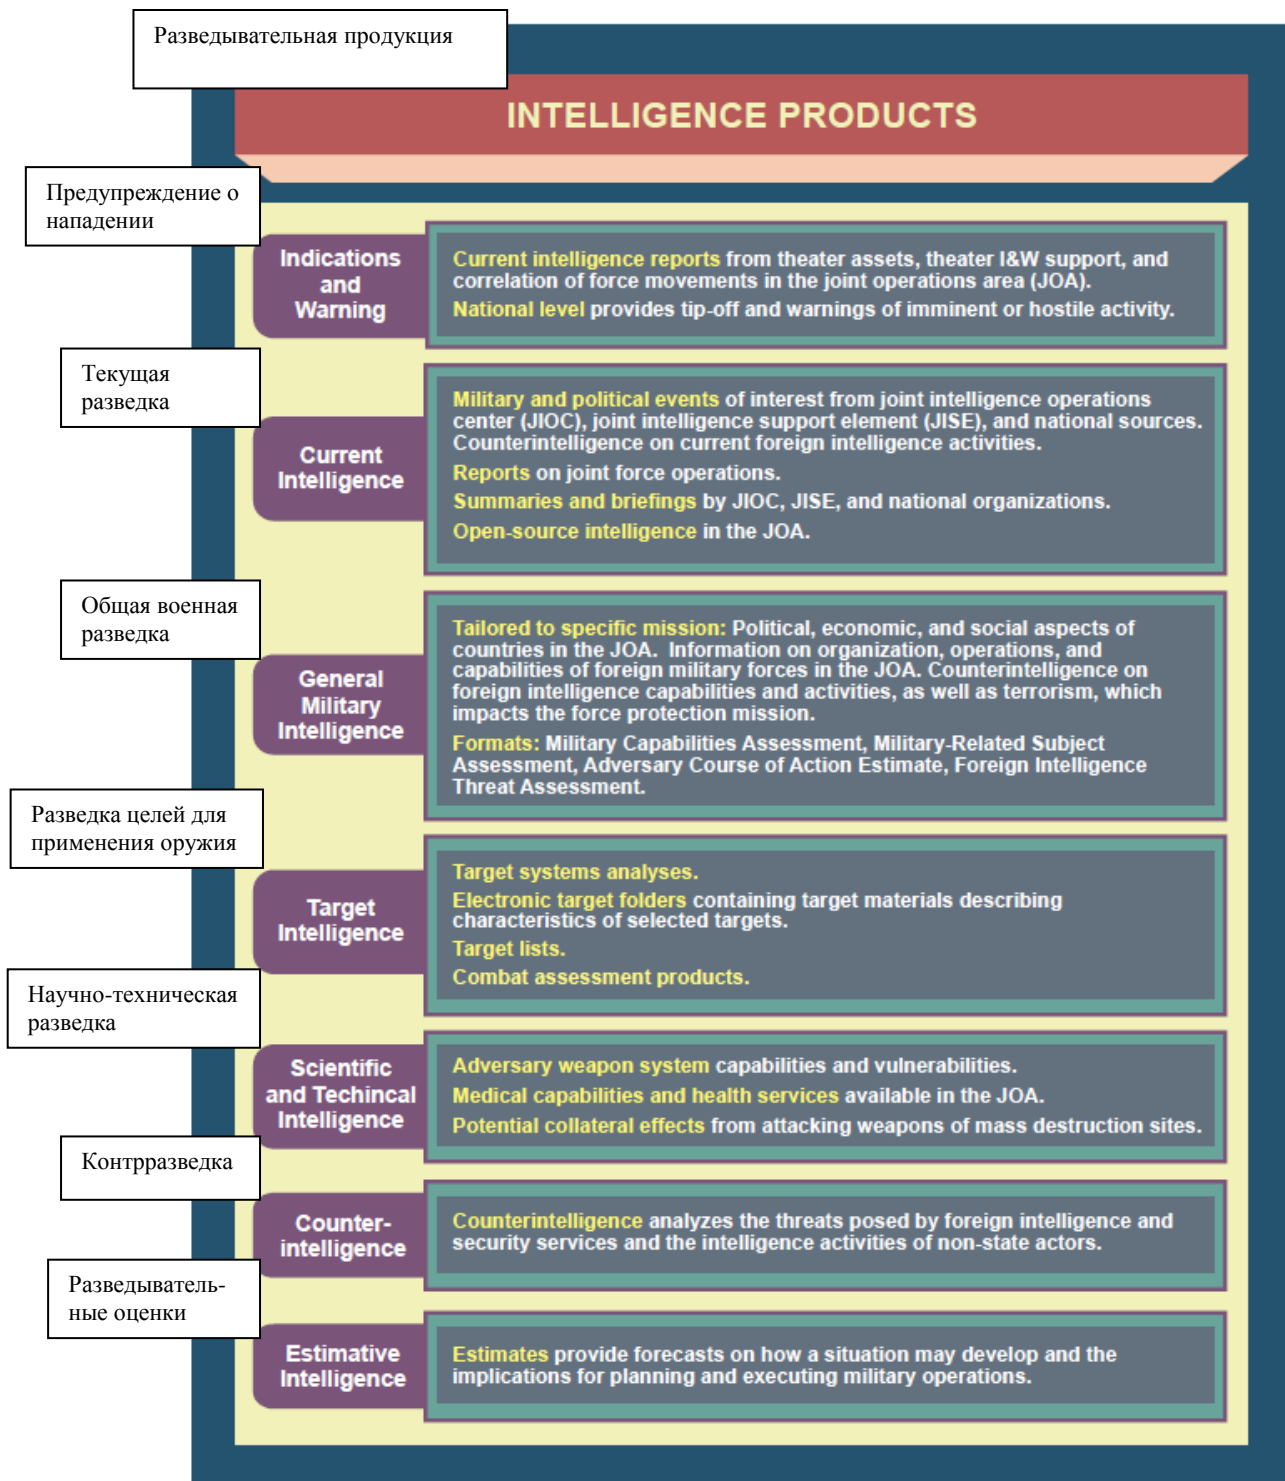 Разведывательная продукция
INTELLIGENCE PRODUCTS
Предупреждение о
нападении
Indications
and
Warning
Current intelligence reports from theater assets, theater I&W support, and
correlation of force movements in the joint operations area (JOA).
National level provides tip-off and warnings of imminent or hostile activity.
Текущая
разведка
Current
Intelligence
Military and political events of interest from joint intelligence operations
center (JIOC), joint intelligence support element (JISE), and national sources.
Counterintelligence on current foreign intelligence activities.
Reports on joint force operations.
Summaries and briefings by JIOC, JISE, and national organizations.
Open-source intelligence in the JOA.
Общая военная
разведка
General
Military
Intelligence
Tailored to specific mission: Political, economic, and social aspects of
countries in the JOA. Information on organization, operations, and
capabilities of foreign military forces in the JOA. Counterintelligence on
foreign intelligence capabilities and activities, as well as terrorism, which
impacts the force protection mission.
Formats: Military Capabilities Assessment, Military-Related Subject
Assessment, Adversary Course of Action Estimate, Foreign Intelligence
Threat Assessment.
Разведка целей для
применения оружия
Target
Intelligence
Target systems analyses.
Electronic target folders containing target materials describing
characteristics of selected targets.
Target lists.
Combat assessment products.
Научно-техническая
разведка
Scientific
and Techincal
Intelligence
Adversary weapon system capabilities and vulnerabilities.
Medical capabilities and health services available in the JOA.
Potential collateral effects from attacking weapons of mass destruction sites.
Контрразведка
Counter-
intelligence
Counterintelligence analyzes the threats posed by foreign intelligence and
security services and the intelligence activities of non-state actors.
Разведыватель-
ные оценки
Estimative
Intelligence
Estimates provide forecasts on how a situation may develop and the
implications for planning and executing military operations.